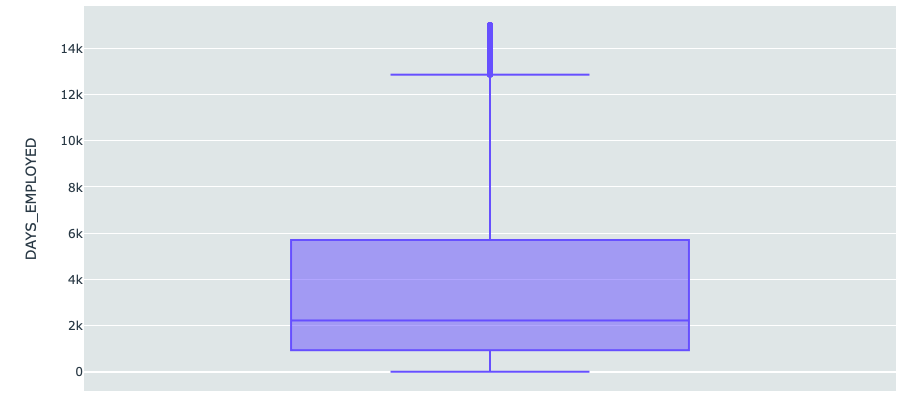 14k
12k
10k
8k
6k
4k
2k
0
DAYS_EMPLOYED